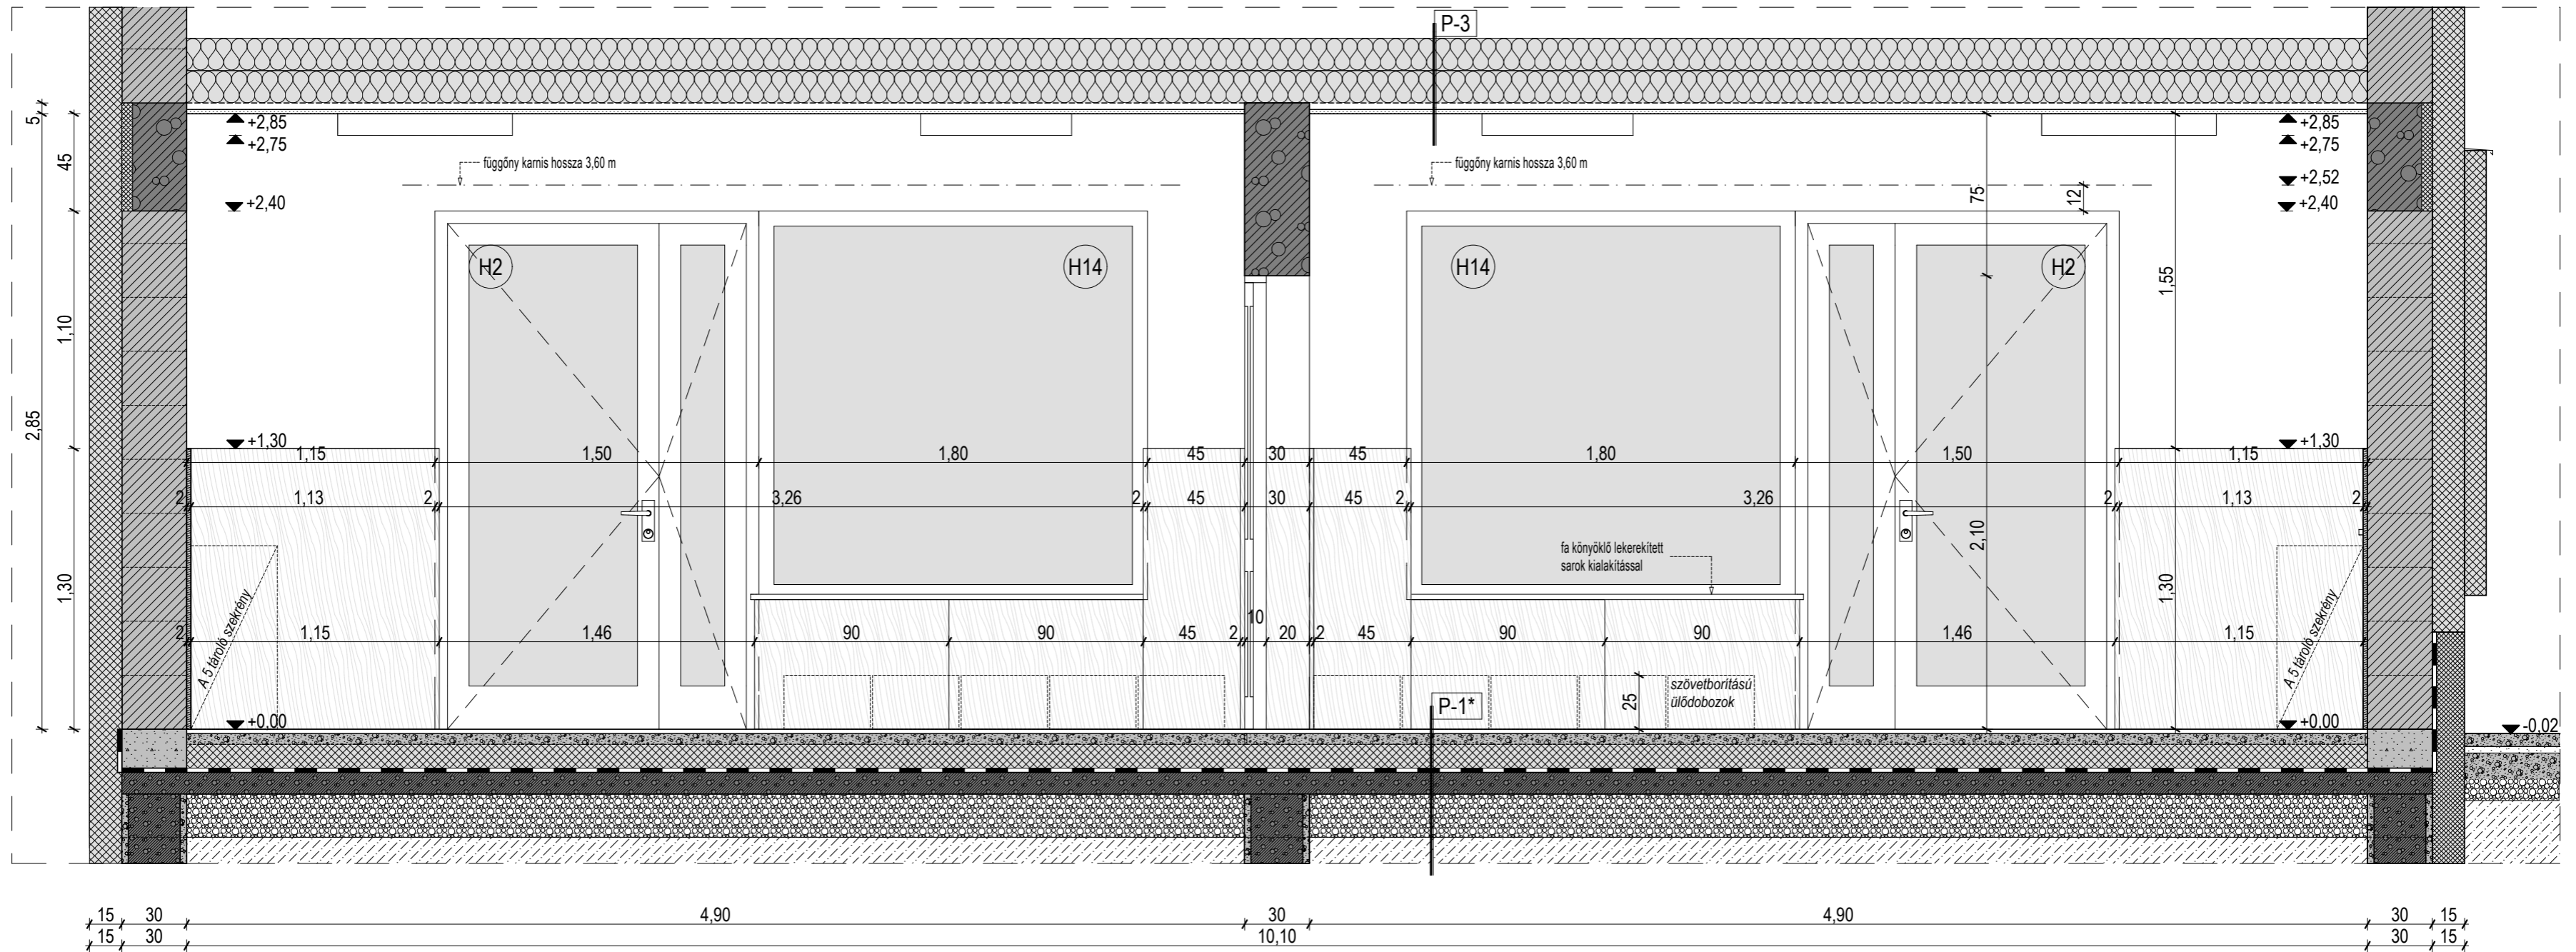 P-3
5
45
1,10
2,85
1,30
+2,85
+2,75
függöny karnis hossza 3,60 m
+2,40
H2
H14
függöny karnis hossza 3,60 m
H14
H2
75
12
1,55
2,10
1,30
+2,85
+2,75
+2,52
+2,40
+1,30
+1,30
1,15 1,50 1,80 45 30 45 1,80 1,50 1,15
2 1,13 2 3,26 2 45 30 45 2 3,26 2 1,13 2
fa könyöklő lekerekített
sarok kialakítással
10
2 1,15 1,46 90 90 45 2 20 2 45 90 90 1,46 1,15
A 5 tároló szekrény
A 5 tároló szekrény
25
szövetborítású
ülődobozok
P-1*
+0,00
+0,00
-0,02
15 30 4,90 30 4,90 30 15
15 30 10,10 30 15